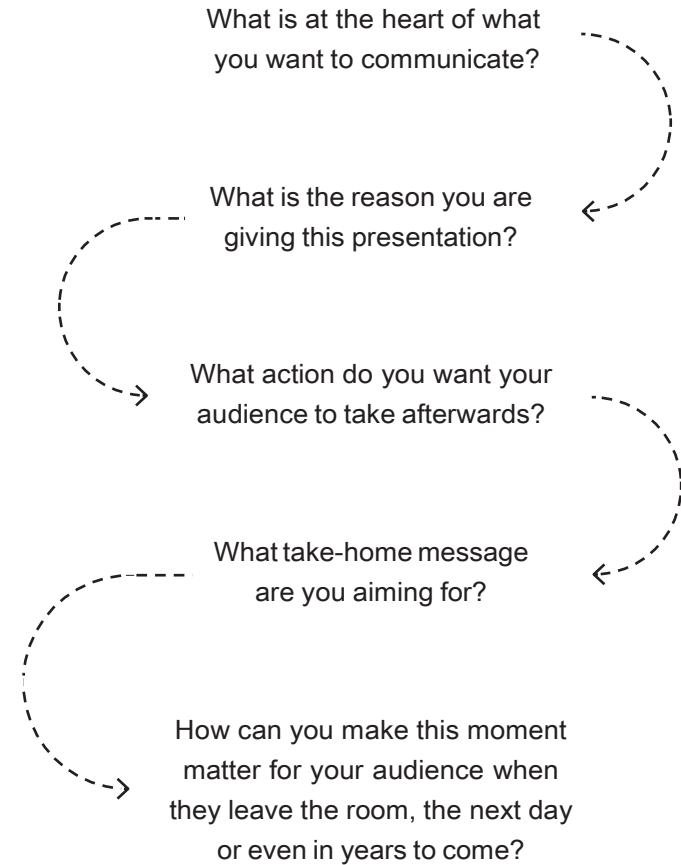 What is at the heart of what
you want to communicate?
What is the reason you are
giving this presentation?
What action do you want your
audience to take afterwards?
What take-home message
are you aiming for?
How can you make this moment
matter for your audience when
they leave the room, the next day
or even in years to come?